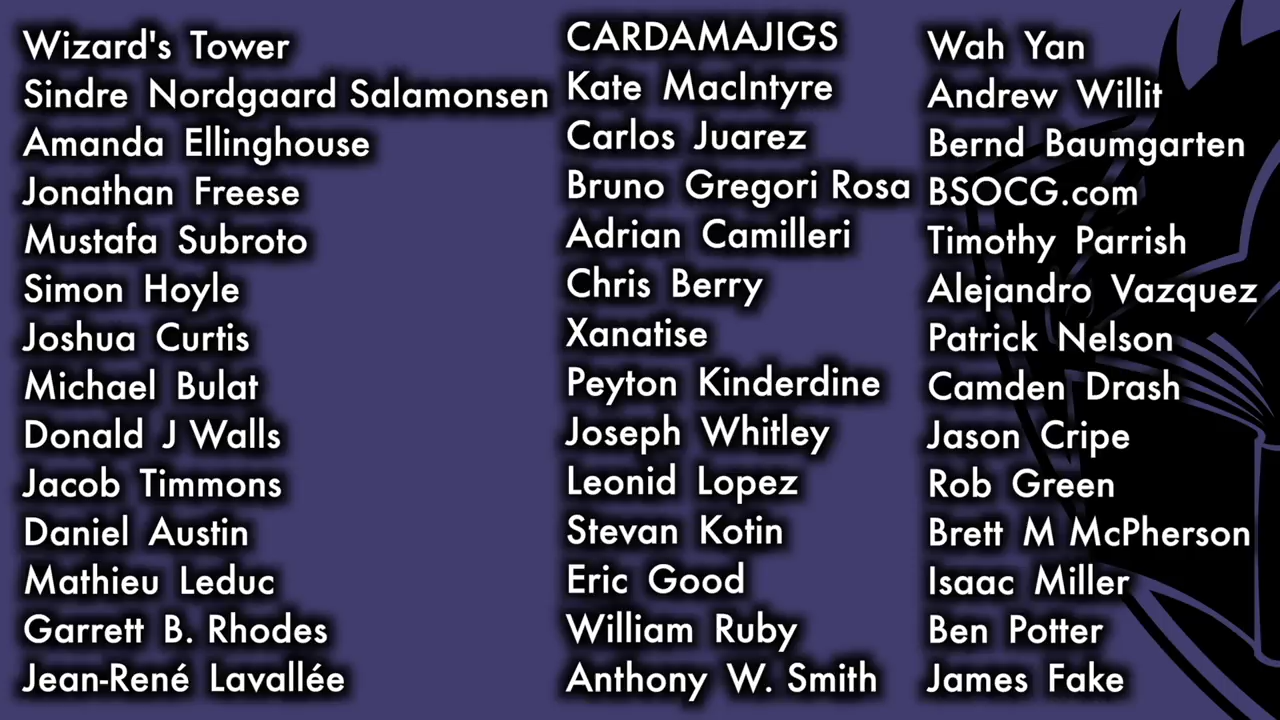 Wizard's Tower
Sindre Nordgaard Salamonsen
Amanda Ellinghouse
Jonathan Freese
Mustafa Subroto
Simon Hoyle
Joshua Curtis
Michael Bulat
Donald J Walls
Jacob Timmons
Daniel Austin
Mathieu Leduc
Garrett B. Rhodes
Jean-René Lavallée
CARDAMAJIGS
Kate MacIntyre
Carlos Juarez
Bruno Gregori Rosa
Adrian Camilleri
Chris Berry
Xanatise
Peyton Kinderdine
Joseph Whitley
Leonid Lopez
Stevan Kotin
Eric Good
William Ruby
Anthony W. Smith
Wah Yan
Andrew Willit
Bernd Baumgarten
BSOCG.com
Timothy Parrish
Alejandro Vazquez
Patrick Nelson
Camden Drash
Jason Cripe
Rob Green
Brett M McPherson
Isaac Miller
Ben Potter
James Fake